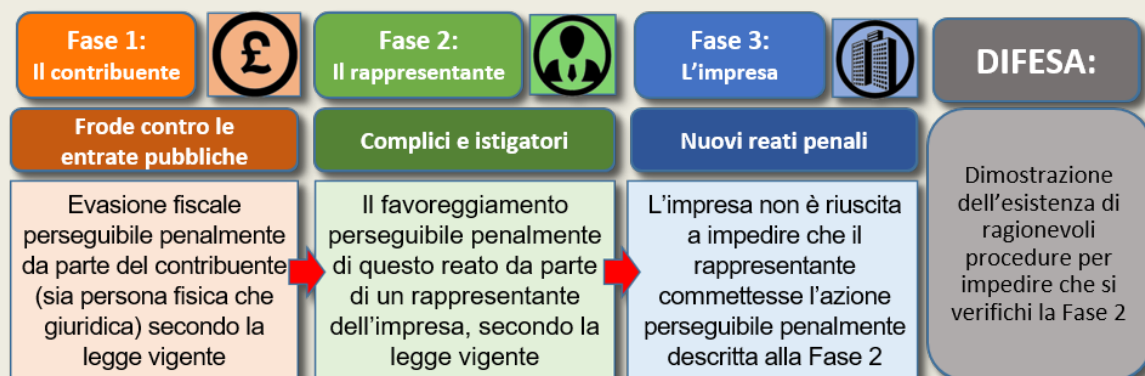 Fase 1:
Il contribuente
£
Frode contro le
entrate pubbliche
Evasione fiscale
perseguibile penalmente
da parte del contribuente
(sia persona fisica che
giuridica) secondo la
legge vigente
Fase 2:
Il rappresentante
Complici e istigatori
Il favoreggiamento
perseguibile penalmente
di questo reato da parte
di un rappresentante
dell’impresa, secondo la
legge vigente
Fase 3:
L’impresa
Nuovi reati penali
L’impresa non è riuscita
a impedire che il
rappresentante
commettesse l’azione
perseguibile penalmente
descritta alla Fase 2
DIFESA:
Dimostrazione
dell’esistenza di
ragionevoli
procedure per
impedire che si
verifichi la Fase 2